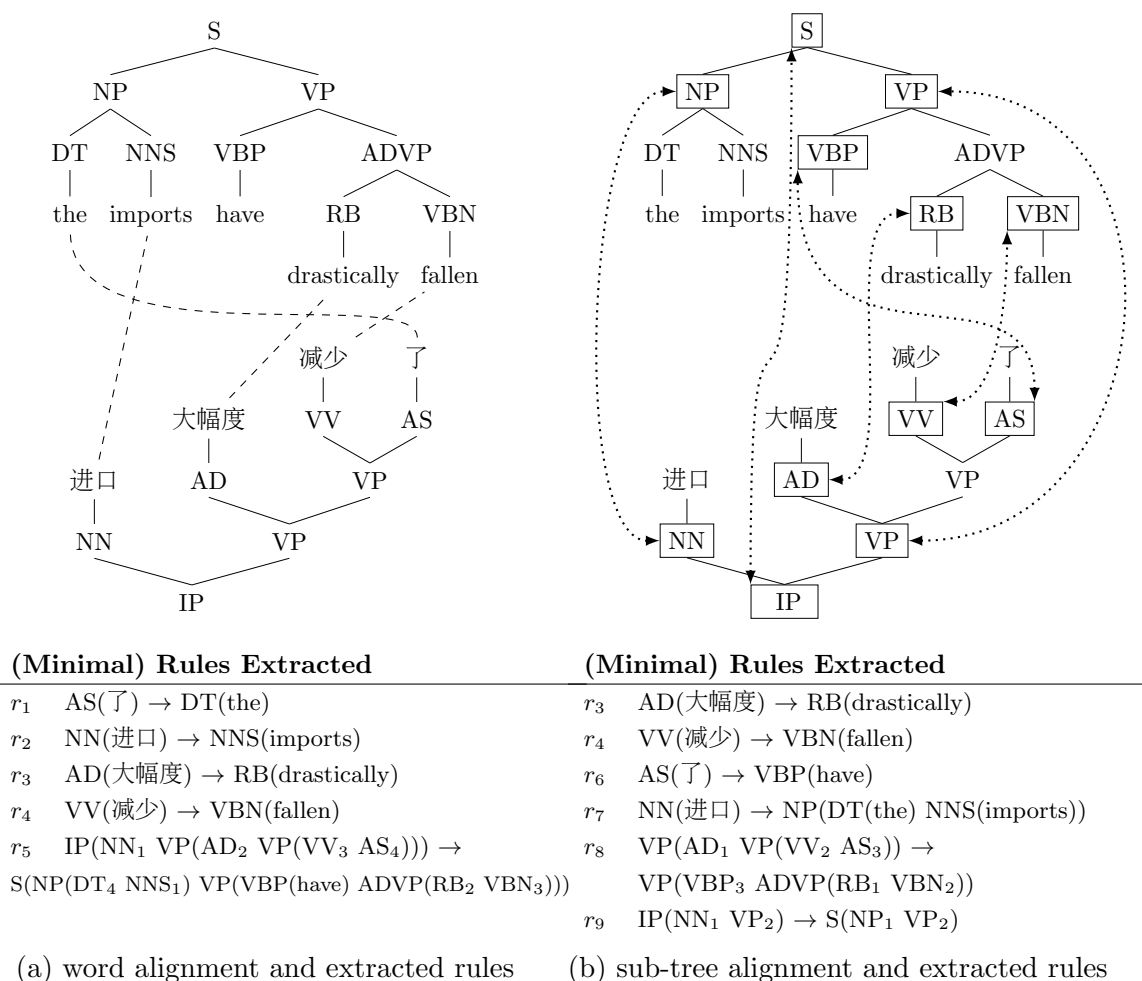 S
NP VP
DT NNS VBP ADVP
the imports have RB VBN
drastically fallen
减少 了
大幅度 VV AS
进口 AD VP
NN VP
IP
S
NP VP
DT NNS VBP ADVP
the imports have RB VBN
drastically fallen
减少 了
大幅度 VV AS
进口 AD VP
NN VP
IP
(Minimal) Rules Extracted
r1 AS(了) → DT(the)
r2 NN(进口) → NNS(imports)
r3 AD(大幅度) → RB(drastically)
r4 VV(减少) → VBN(fallen)
r5 IP(NN1 VP(AD2 VP(VV3 AS4))) →
S(NP(DT4 NNS1) VP(VBP(have) ADVP(RB2 VBN3)))
(a) word alignment and extracted rules
(Minimal) Rules Extracted
r3 AD(大幅度) → RB(drastically)
r4 VV(减少) → VBN(fallen)
r6 AS(了) → VBP(have)
r7 NN(进口) → NP(DT(the) NNS(imports))
r8 VP(AD1 VP(VV2 AS3)) →
VP(VBP3 ADVP(RB1 VBN2))
r9 IP(NN1 VP2) → S(NP1 VP2)
(b) sub-tree alignment and extracted rules